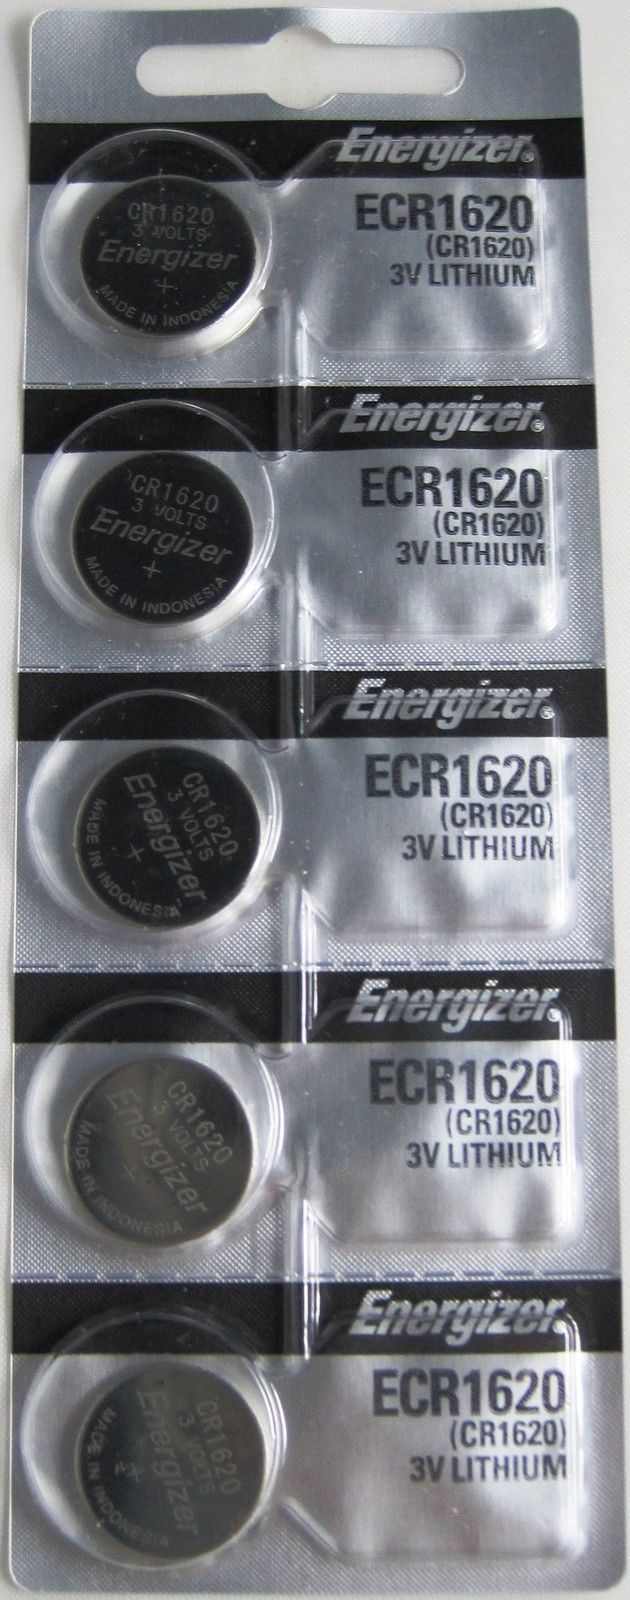 Energizer®
ECR1620
(CR1620)
3V LITHIUM
CR1620
3 VOLTS
Energizer
+
MADE IN INDONESIA
Energizer®
ECR1620
(CR1620)
3V LITHIUM
CR1620
3 VOLTS
Energizer
+
MADE IN INDONESIA
Energizer®
ECR1620
(CR1620)
3V LITHIUM
CR1620
3 VOLTS
Energizer
+
MADE IN INDONESIA
Energizer®
ECR1620
(CR1620)
3V LITHIUM
CR1620
3 VOLTS
Energizer
+
MADE IN INDONESIA
Energizer®
ECR1620
(CR1620)
3V LITHIUM
CR1620
3 VOLTS
Energizer
+
MADE IN INDONESIA